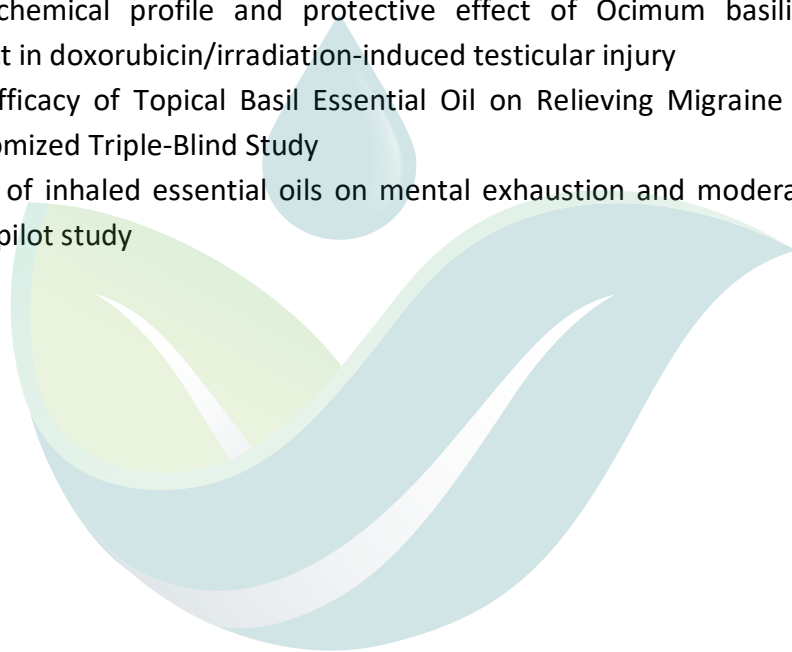 chemical profile and protective effect of Ocimum basili
t in doxorubicin/irradiation-induced testicular injury
fficacy of Topical Basil Essential Oil on Relieving Migraine
omized Triple-Blind Study
of inhaled essential oils on mental exhaustion and modera
pilot study